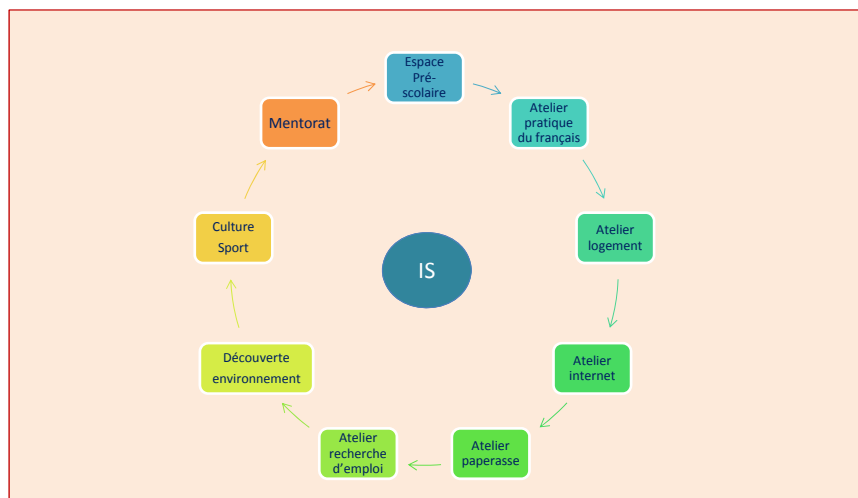 Espace
Pré-
scolaire
Atelier
pratique
du français
Atelier
logement
Atelier
internet
Atelier
paperasse
Atelier
recherche
d'emploi
Découverte
environnement
Culture
Sport
Mentorat
IS